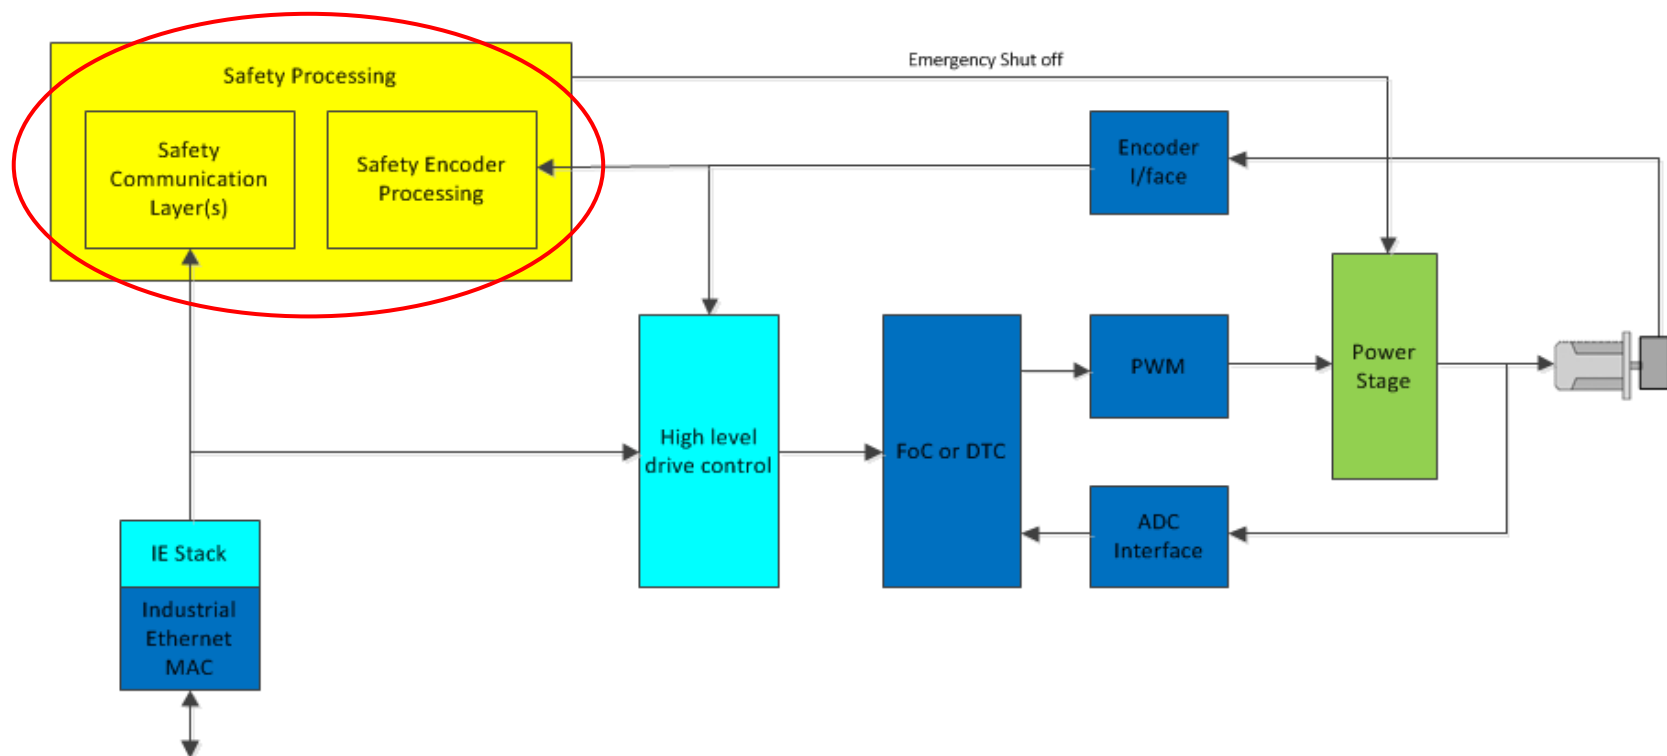 Emergency Shut off
Safety Processing
Safety
Communication
Layer(s)
Safety Encoder
Processing
Encoder
I/face
High level
drive control
FoC or DTC
PWM
Power
Stage
ADC
Interface
IE Stack
Industrial
Ethernet
MAC